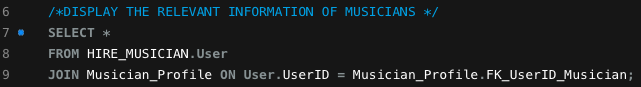 6 /*DISPLAY THE RELEVANT INFORMATION OF MUSICIANS */
7 SELECT *
8 FROM HIRE_MUSICIAN.User
9 JOIN Musician_Profile ON User.UserID = Musician_Profile.FK_UserID_Musician;